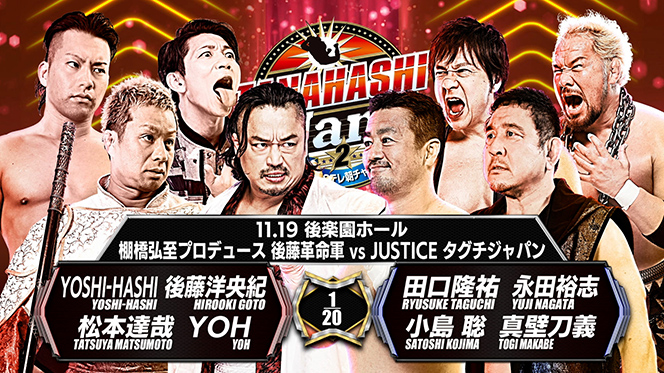 TANAHASHI
Jam
2
11.19 後楽園ホール
棚橋弘至プロデュース 後藤革命軍 vs JUSTICE タグチジャパン
YOSHI-HASHI 後藤洋央紀
YOSHI-HASHI HIROOKI GOTO
松本達哉 YOH
TATSUYA MATSUMOTO YOH
1
20
田口隆祐 永田裕志
RYUSUKE TAGUCHI YUJI NAGATA
小島 聡 真壁刀義
SATOSHI KOJIMA TOGI MAKABE